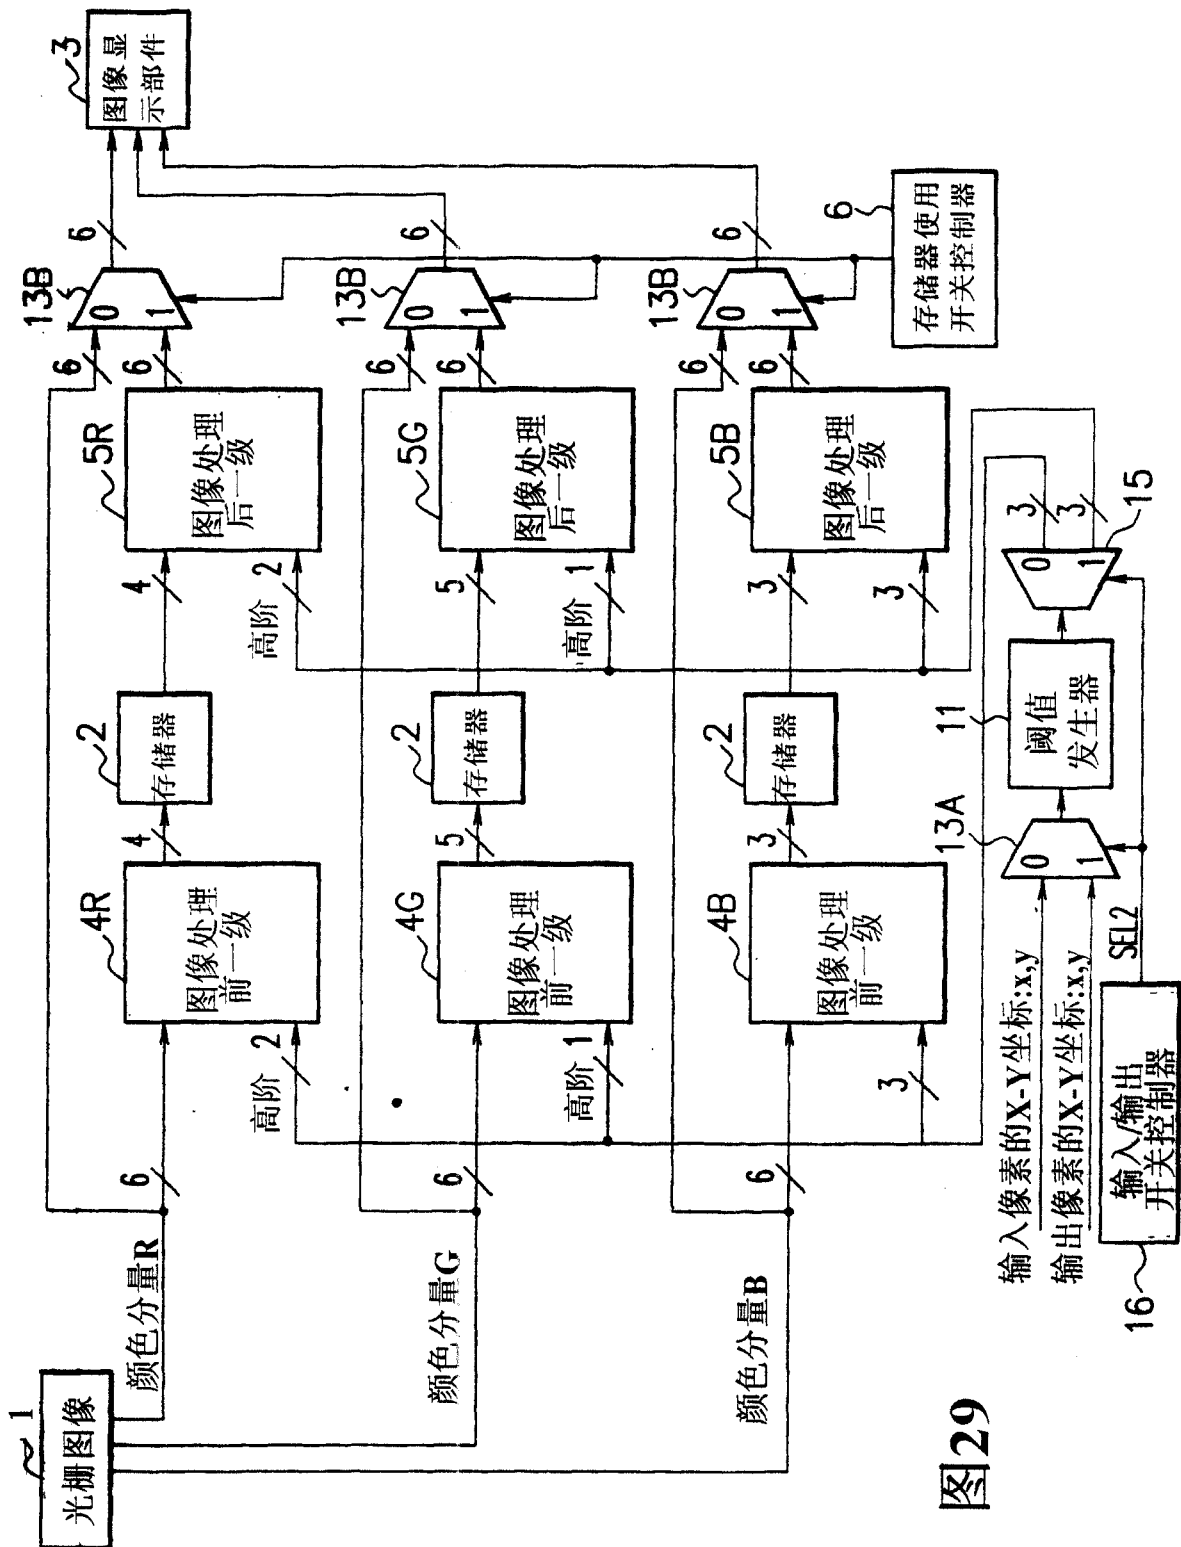 1
光栅图像
颜色分量R
颜色分量G
颜色分量B
6
6
6
高阶
2
高阶
1
3
4R
图像处理
前一级
4G
图像处理
前一级
4B
图像处理
前一级
4
5
3
2
存储器
2
存储器
2
存储器
4
5
3
高阶
2
高阶
1
3
5R
图像处理
后一级
5G
图像处理
后一级
5B
图像处理
后一级
6
6
6
6
6
6
13B
0
1
13B
0
1
13B
0
1
6
6
6
3
图像显
示部件
6
存储器使用
开关控制器
输入像素的X-Y坐标:x,y
输出像素的X-Y坐标:x,y
16
输入/输出
开关控制器
SEL2
13A
0
1
11
阈值
发生器
0
1
15
3
3
图29